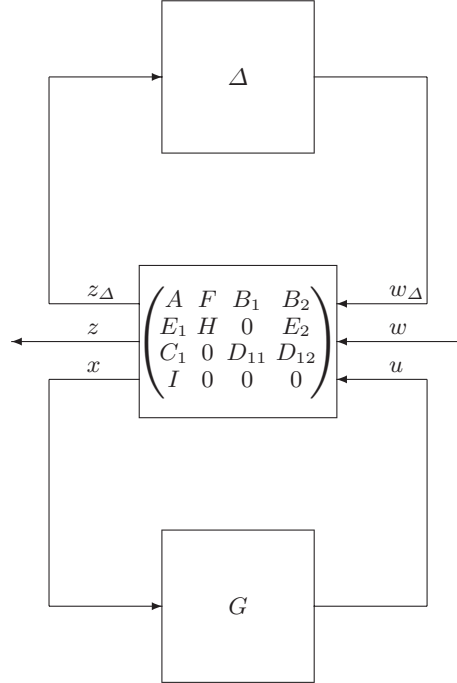 Δ
z_Δ
w_Δ
z
w
x
u
A F B_1 B_2
E_1 H 0 E_2
C_1 0 D_11 D_12
I 0 0 0
G